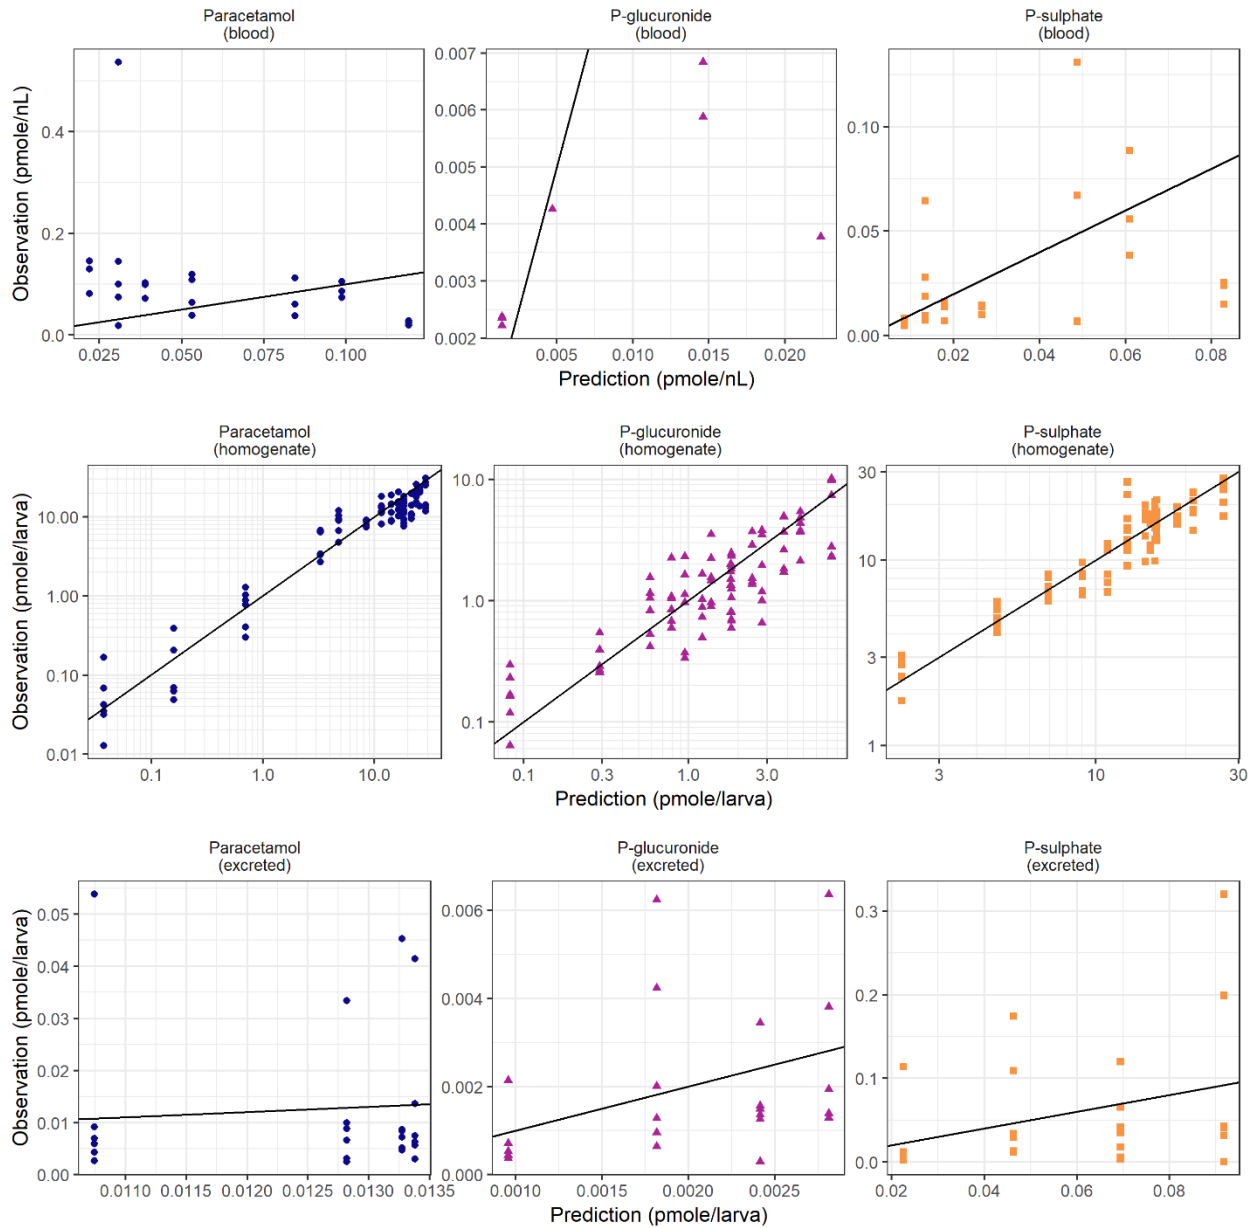 Paracetamol
(blood)
P-glucuronide
(blood)
P-sulphate
(blood)
Observation (pmole/nL)
0.4
0.2
0.0
0.025 0.050 0.075 0.100
0.007
0.006
0.005
0.004
0.003
0.002
0.005 0.010 0.015 0.020
0.10
0.05
0.00
0.02 0.04 0.06 0.08
Prediction (pmole/nL)
Paracetamol
(homogenate)
P-glucuronide
(homogenate)
P-sulphate
(homogenate)
Observation (pmole/larva)
10.00
1.00
0.10
0.01
0.1 1.0 10.0
10.0
1.0
0.1
0.1 0.3 1.0 3.0
30
10
3
1
3 10 30
Prediction (pmole/larva)
Paracetamol
(excreted)
P-glucuronide
(excreted)
P-sulphate
(excreted)
Observation (pmole/larva)
0.05
0.04
0.03
0.02
0.01
0.00
0.0110 0.0115 0.0120 0.0125 0.0130 0.0135
0.006
0.004
0.002
0.000
0.0010 0.0015 0.0020 0.0025
0.3
0.2
0.1
0.0
0.02 0.04 0.06 0.08
Prediction (pmole/larva)